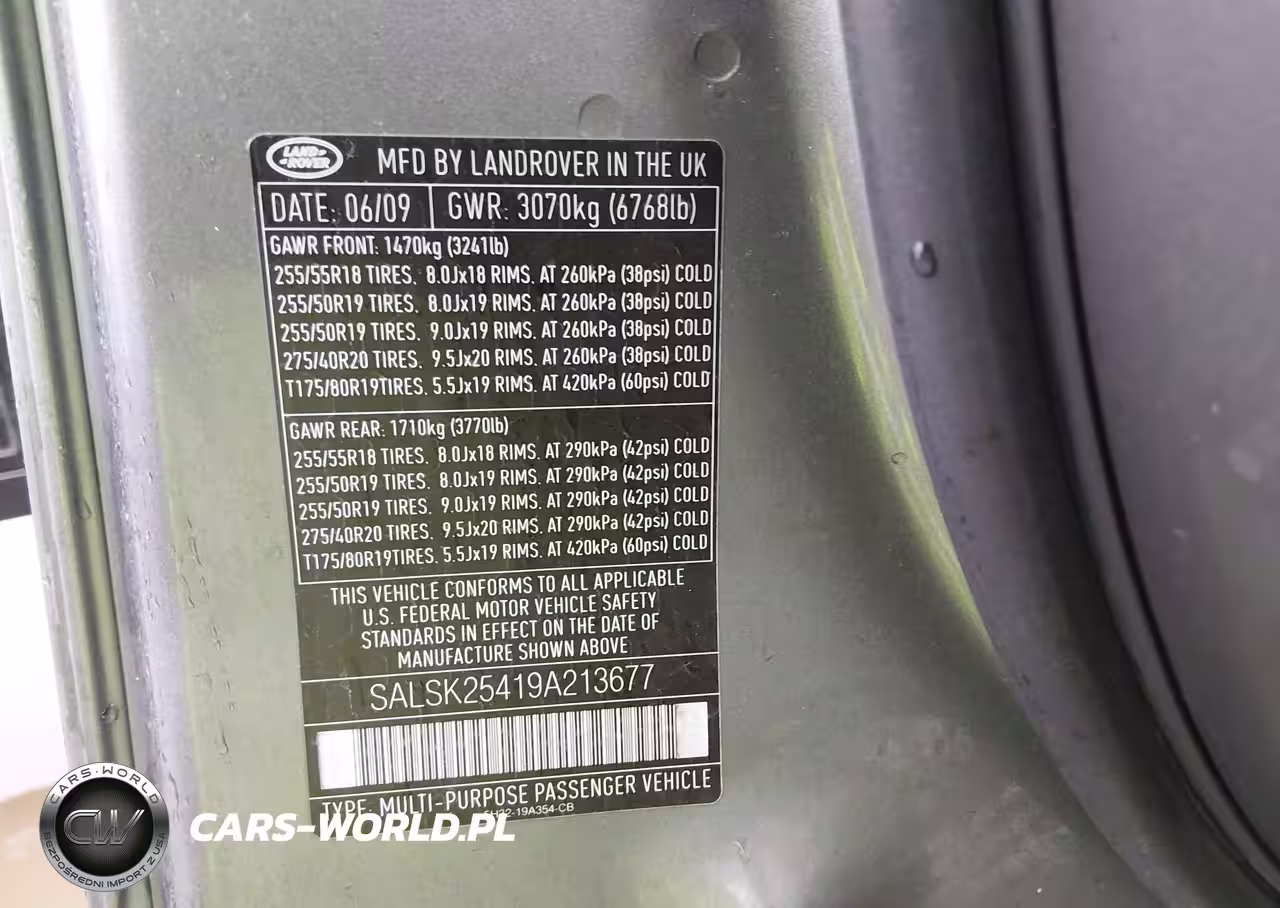 LAND-
-ROVER
MFD BY LANDROVER IN THE UK
DATE: 06/09 GWR: 3070kg (6768lb)
GAWR FRONT: 1470kg (3241lb)
255/55R18 TIRES. 8.0Jx18 RIMS. AT 260kPa (38psi) COLD
255/50R19 TIRES. 8.0Jx19 RIMS. AT 260kPa (38psi) COLD
255/50R19 TIRES. 9.0Jx19 RIMS. AT 260kPa (38psi) COLD
275/40R20 TIRES. 9.5Jx20 RIMS. AT 260kPa (38psi) COLD
T175/80R19TIRES. 5.5Jx19 RIMS. AT 420kPa (60psi) COLD
GAWR REAR: 1710kg (3770lb)
255/55R18 TIRES. 8.0Jx18 RIMS. AT 290kPa (42psi) COLD
255/50R19 TIRES. 8.0Jx19 RIMS. AT 290kPa (42psi) COLD
255/50R19 TIRES. 9.0Jx19 RIMS. AT 290kPa (42psi) COLD
275/40R20 TIRES. 9.5Jx20 RIMS. AT 290kPa (42psi) COLD
T175/80R19TIRES. 5.5Jx19 RIMS. AT 420kPa (60psi) COLD
THIS VEHICLE CONFORMS TO ALL APPLICABLE
U.S. FEDERAL MOTOR VEHICLE SAFETY
STANDARDS IN EFFECT ON THE DATE OF
MANUFACTURE SHOWN ABOVE
SALSK25419A213677
TYPE: MULTI-PURPOSE PASSENGER VEHICLE
CARS-WORLD
CW
BEZPOŚREDNI IMPORT Z USA
CARS-WORLD.PL